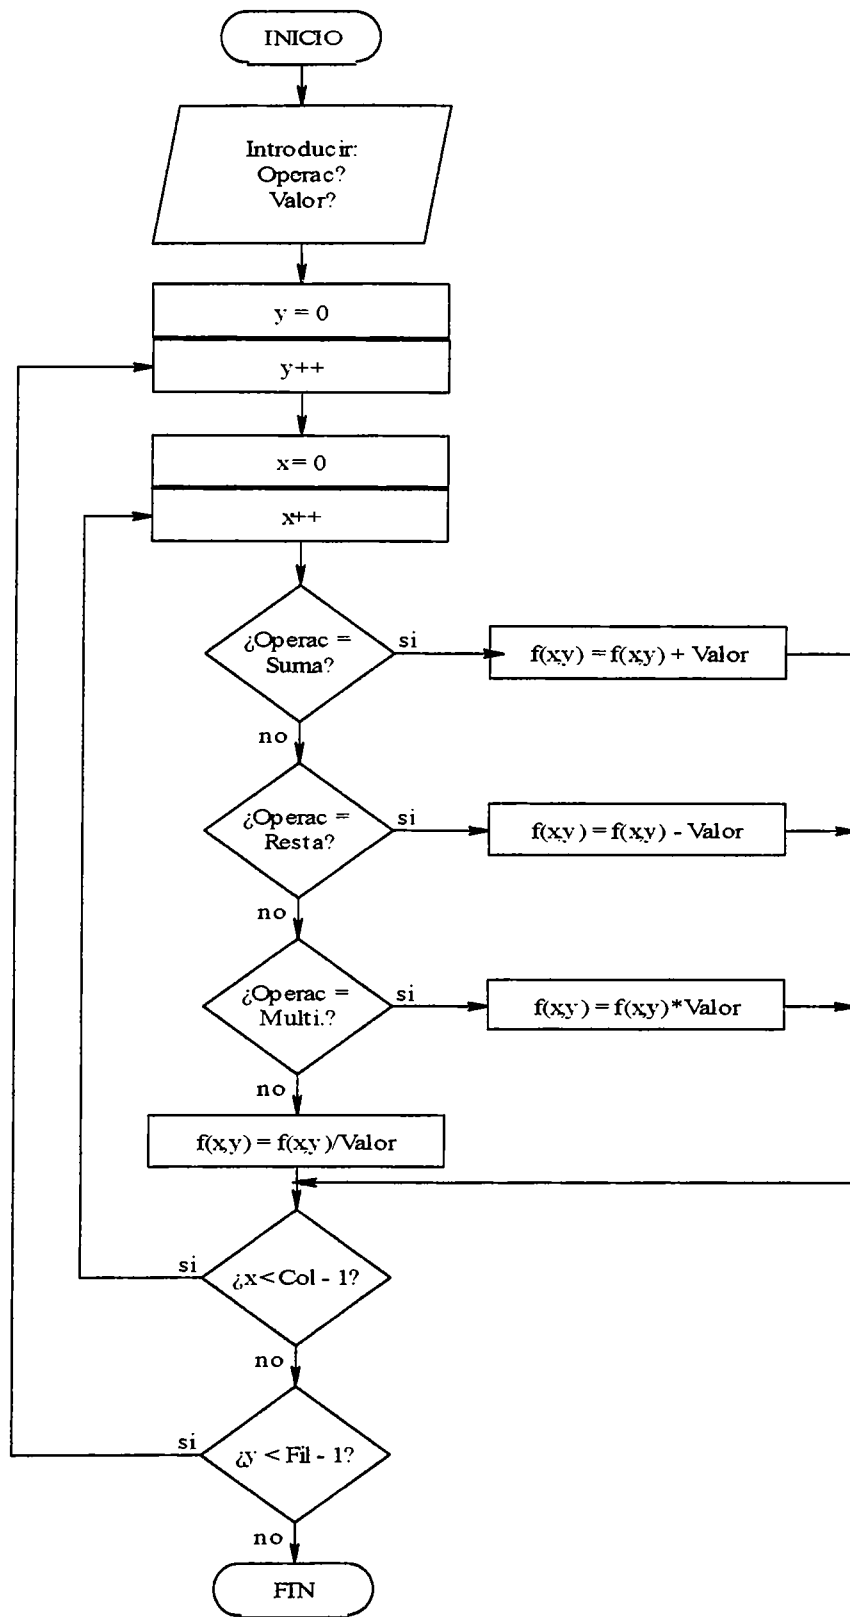 INICIO
Introducir:
Operac?
Valor?
y = 0
y++
x= 0
x++
¿Operac =
Suma?
si
f(x,y) = f(x,y) + Valor
no
¿Operac =
Resta?
si
f(x,y) = f(x,y) - Valor
no
¿Operac =
Multi.?
si
f(x,y) = f(x,y)*Valor
no
f(x,y) = f(x,y)/Valor
si
¿x< Col - 1?
no
si
¿y < Fil - 1?
no
FIN